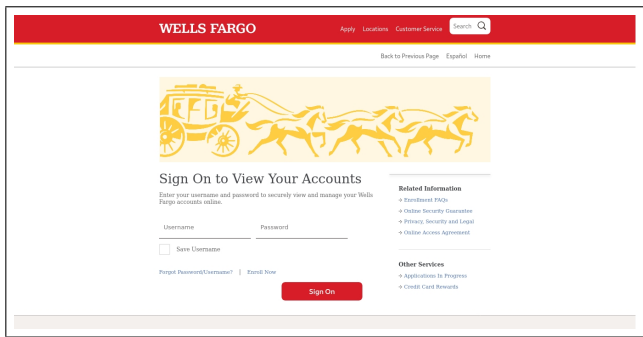 WELLS FARGO
Apply Locations Customer Service Search
Back to Previous Page Español Home
Sign On to View Your Accounts
Enter your username and password to securely view and manage your Wells
Fargo accounts online.
Username Password
Save Username
Forgot Password/Username? | Enroll Now
Sign On
Related Information
Enrollment FAQs
Online Security Guarantee
Privacy, Security and Legal
Online Access Agreement
Other Services
Applications In Progress
Credit Card Rewards